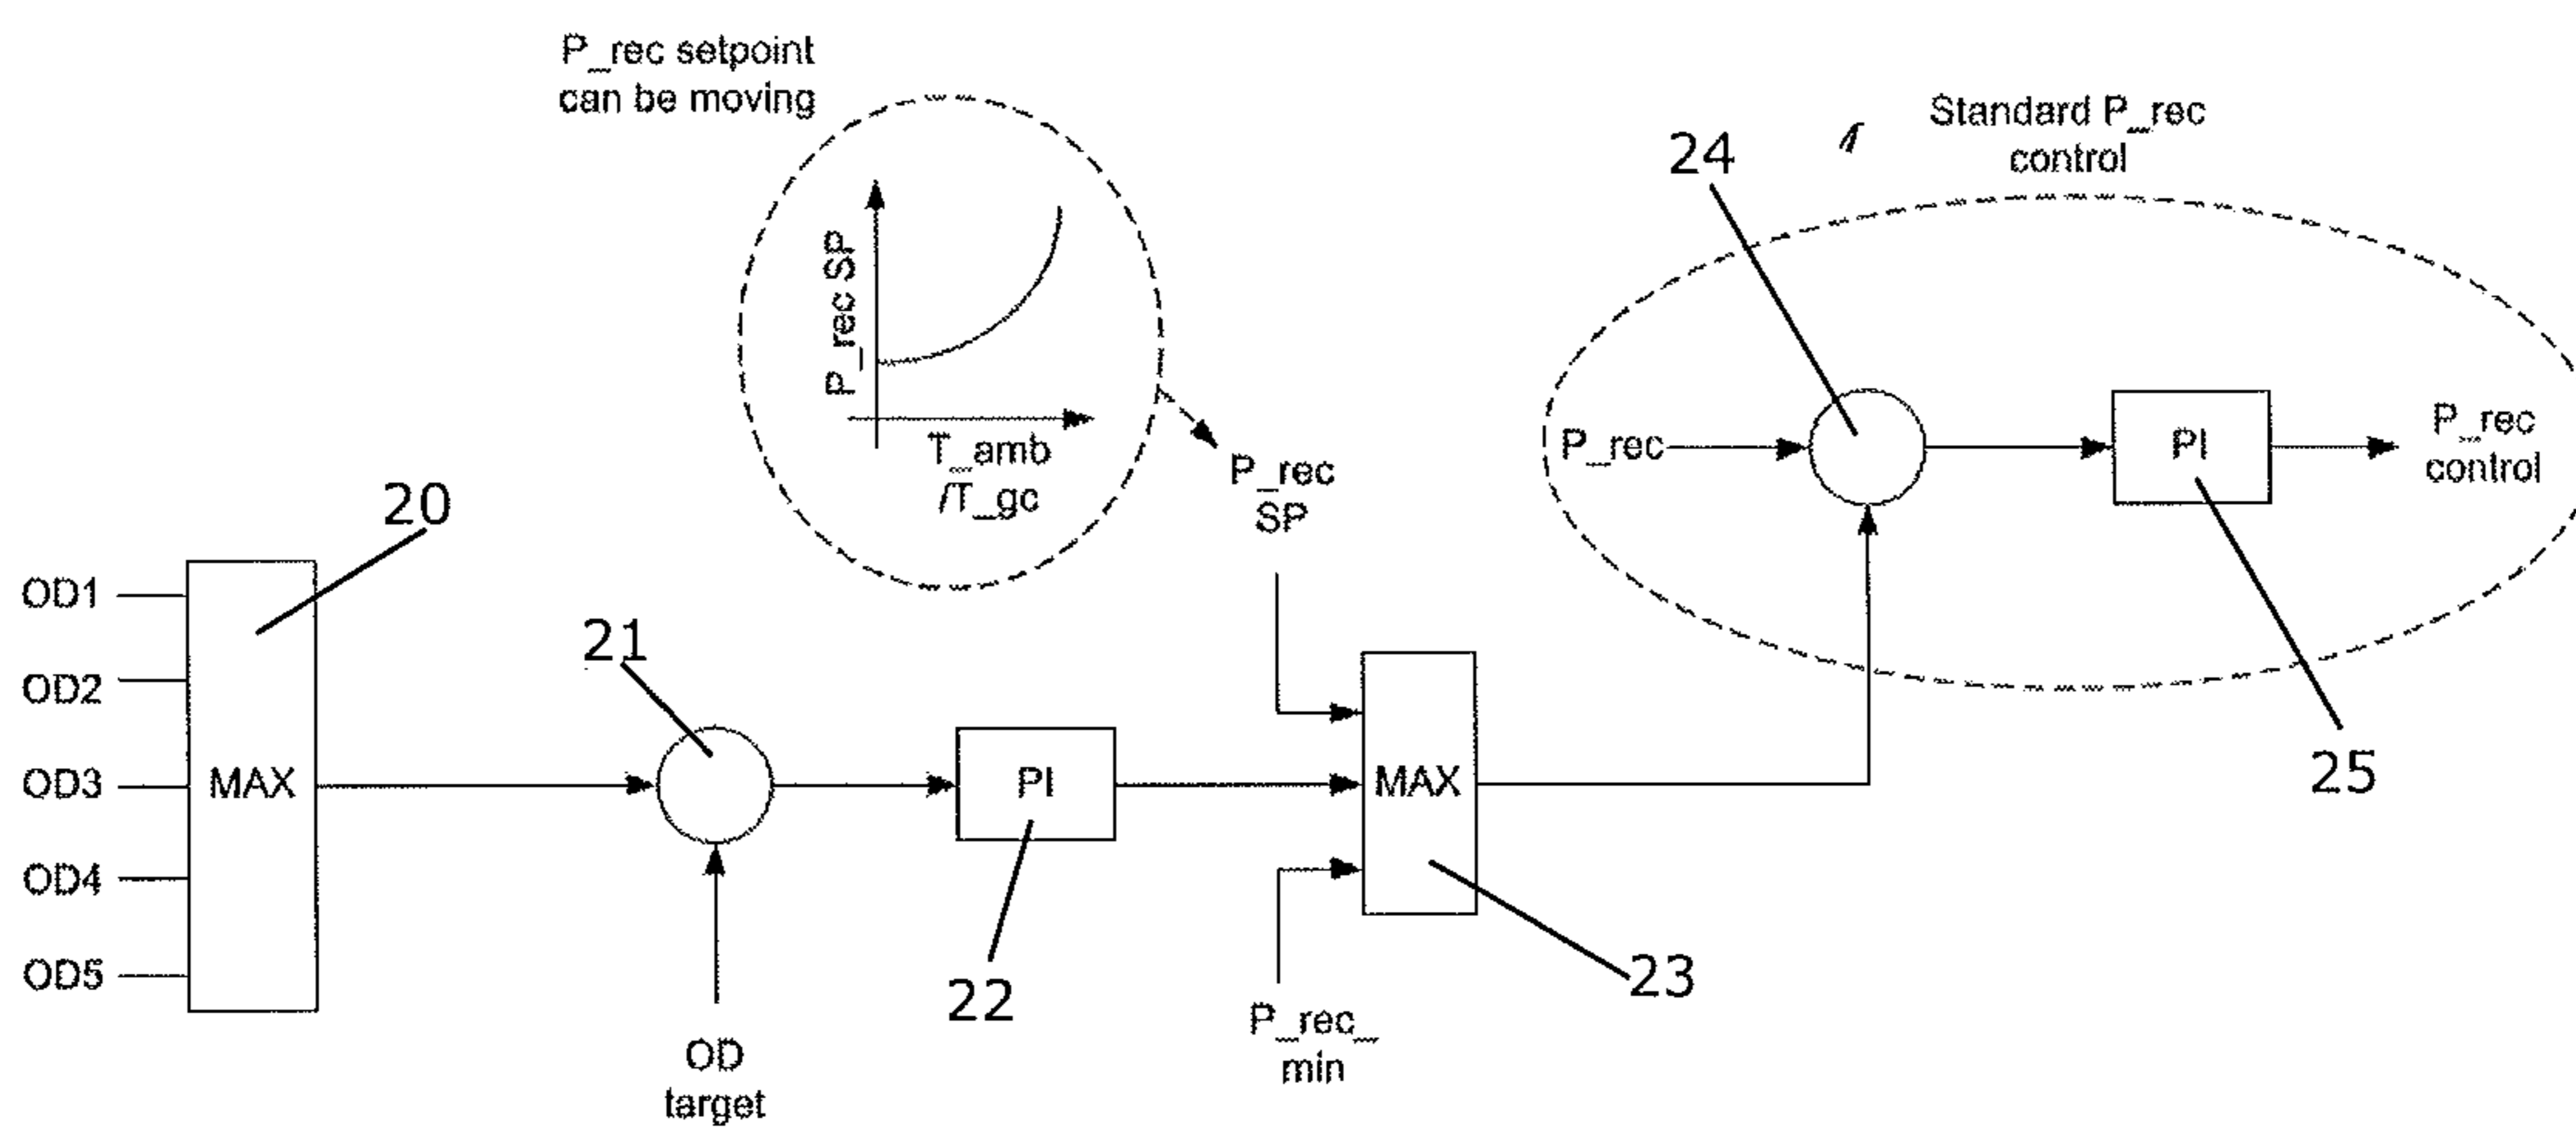 P_rec setpoint
can be moving
P_rec SP
T_amb
/T_gc
P_rec
SP
Standard P_rec
control
24
P_rec
PI
P_rec
control
25
20
OD1
OD2
OD3
OD4
OD5
MAX
21
OD
target
PI
22
MAX
23
P_rec_
min